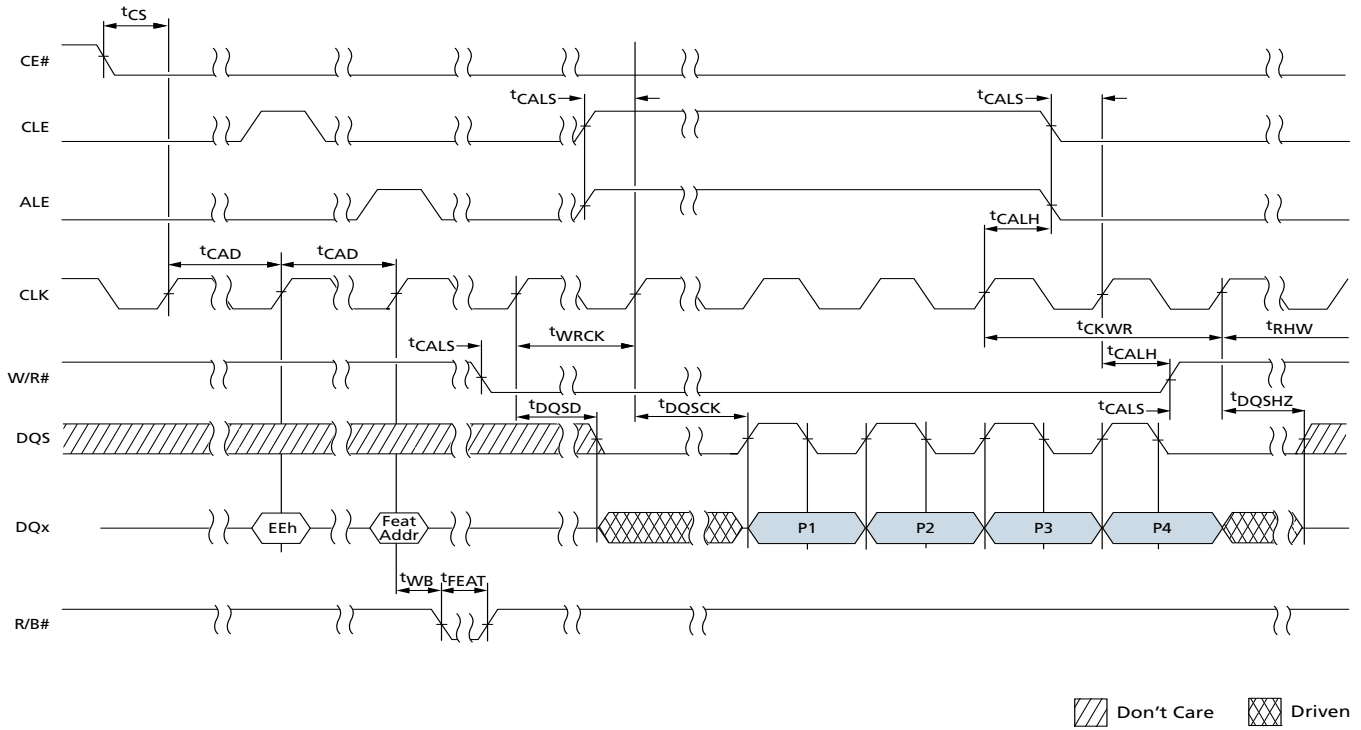 tCS
CE#
tCALS
tCALS
CLE
ALE
tCALH
tCAD
tCAD
CLK
tWRCK
tCKWR
tRHW
tCALS
tCALH
W/R#
tDQSD
tDQSCK
tCALS
tDQSHZ
DQS
DQx
EEh
Feat
Addr
P1
P2
P3
P4
tWB
tFEAT
R/B#
Don't Care
Driven